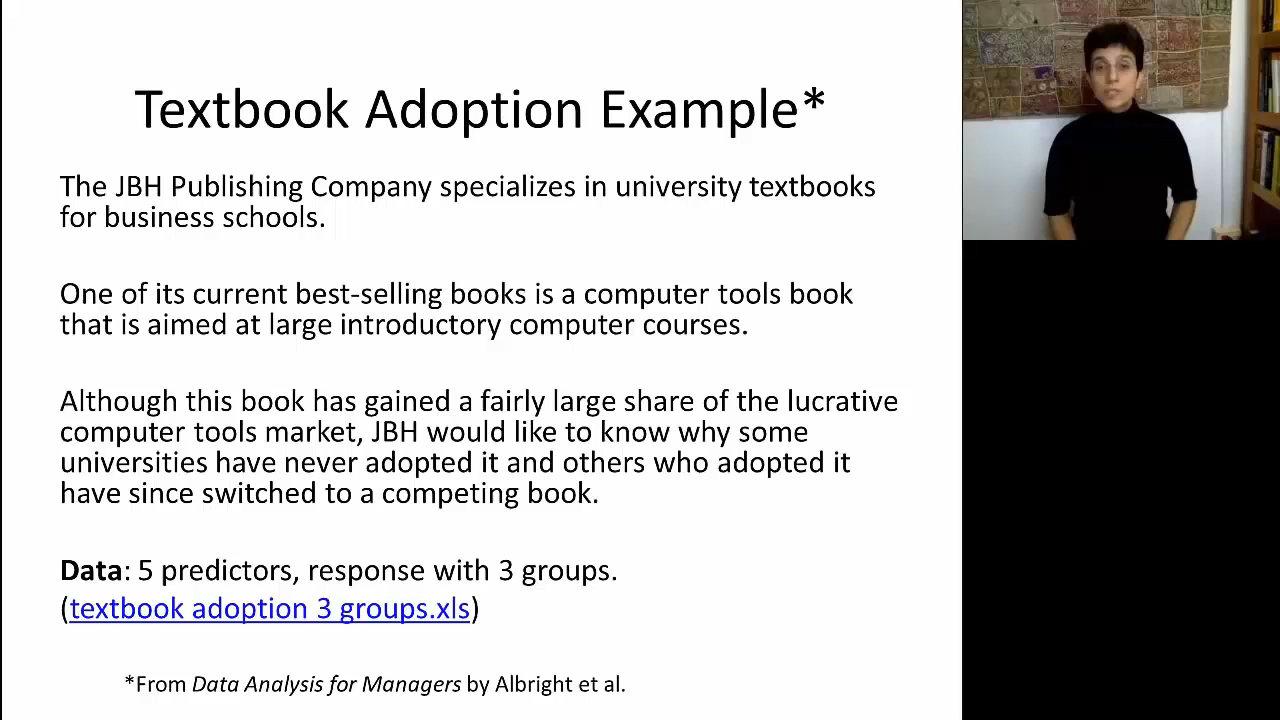 Textbook Adoption Example*
The JBH Publishing Company specializes in university textbooks
for business schools.
One of its current best-selling books is a computer tools book
that is aimed at large introductory computer courses.
Although this book has gained a fairly large share of the lucrative
computer tools market, JBH would like to know why some
universities have never adopted it and others who adopted it
have since switched to a competing book.
Data: 5 predictors, response with 3 groups.
(textbook adoption 3 groups.xls)
*From Data Analysis for Managers by Albright et al.